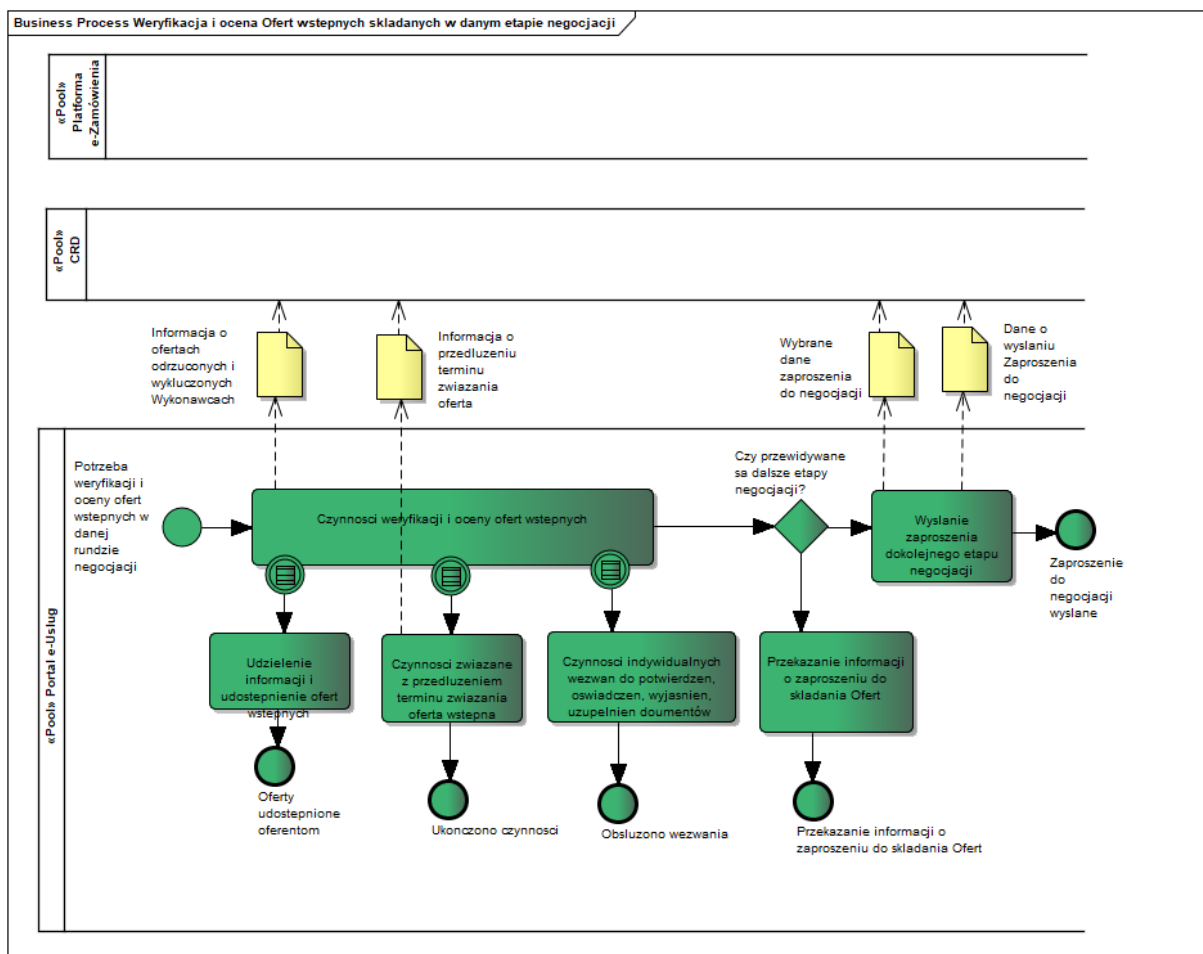 Business Process Weryfikacja i ocena Ofert wstepnych skladanych w danym etapie negocjacji
«Pool»
Platforma
e-Zamówienia
«Pool»
CRD
Informacja o
ofertach
odrzuconych i
wykluczonych
Wykonawcach
Informacja o
przedluzeniu
terminu
zwiazania
oferta
Wybrane
dane
zaproszenia
do negocjacji
Dane o
wyslaniu
Zaproszenia
do
negocjacji
«Pool» Portal e-Uslug
Potrzeba
weryfikacji i
oceny ofert
wstepnych w
danej
rundzie
negocjacji
Czynnosci weryfikacji i oceny ofert wstepnych
Czy przewidywane
sa dalsze etapy
negocjacji?
Wyslanie
zaproszenia
dokolejnego etapu
negocjacji
Zaproszenie
do
negocjacji
wyslane
Udzielenie
informacji i
udostepnienie ofert
wstepnych
Czynnosci zwiazane
z przedluzeniem
terminu zwiazania
oferta wstepna
Czynnosci indywidualnych
wezwan do potwierdzen,
oswiadczen, wyjasnien,
uzupelnien doumentów
Przekazanie informacji
o zaproszeniu do
skladania Ofert
Oferty
udostepnione
oferentom
Ukonczono czynnosci
Obsluzono wezwania
Przekazanie informacji o
zaproszeniu do skladania Ofert